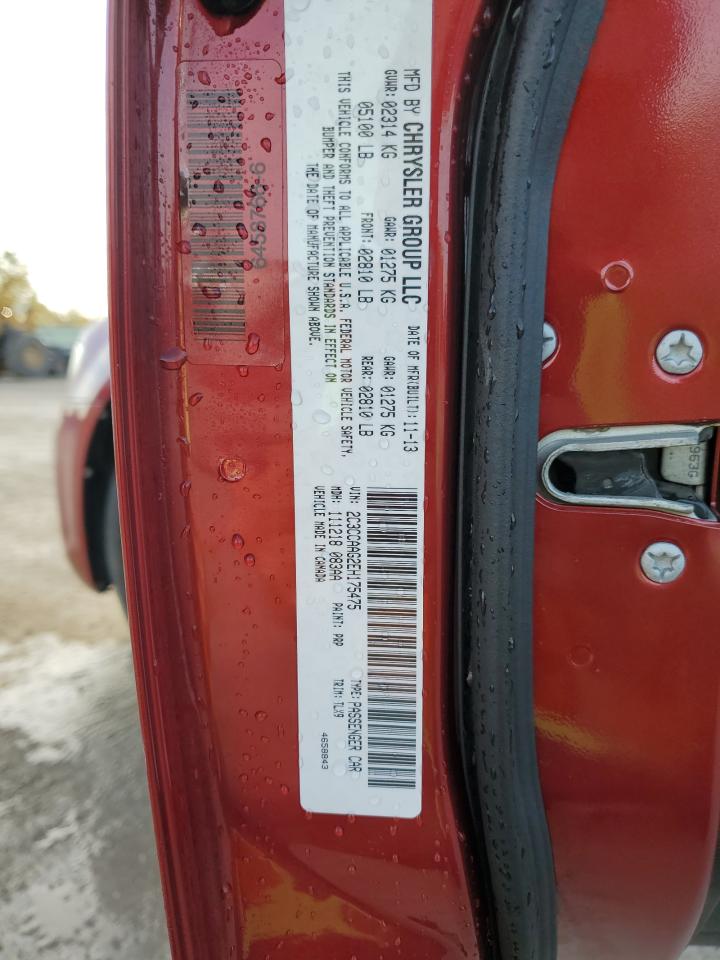 MFD BY CHRYSLER GROUP LLC DATE OF MFR(BUILT): 11-13
GVWR: 02314 KG GAWR: 01275 KG GAWR: 01275 KG
05100 LB FRONT: 02810 LB REAR: 02810 LB
THIS VEHICLE CONFORMS TO ALL APPLICABLE U.S.A. FEDERAL MOTOR VEHICLE SAFETY,
BUMPER AND THEFT PREVENTION STANDARDS IN EFFECT ON
THE DATE OF MANUFACTURE SHOWN ABOVE.
VIN: 2C3CCAAG2EH175475 TYPE: PASSENGER CAR
MDH: 111218 083AA PAINT: PRP TRIM: TLX9
VEHICLE MADE IN CANADA
4658843